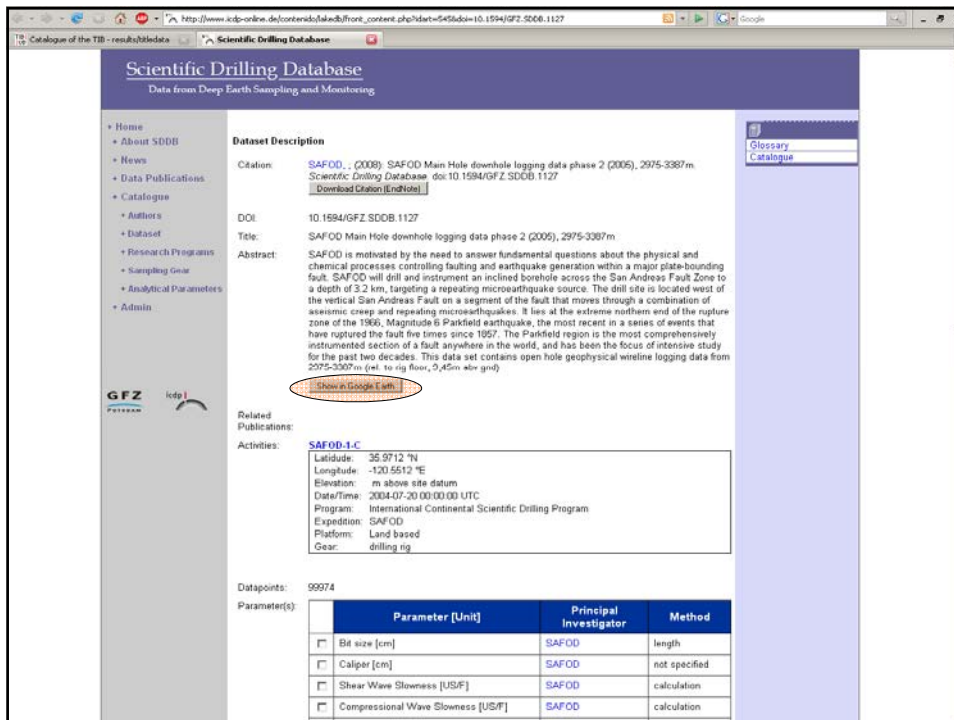 http://www.icdp-online.de/contenido/lakedb/front_content.php?idart=545&doi=10.1594/GFZ.SDDB.1127
Google
Catalogue of the TIB - results/titledata
Scientific Drilling Database
Scientific Drilling Database
Data from Deep Earth Sampling and Monitoring
Home
About SDDB
News
Data Publications
Catalogue
Authors
Dataset
Research Programs
Sampling Gear
Analytical Parameters
Admin
GFZ
POTSDAM
icdp
Glossary
Catalogue
Dataset Description
Citation: SAFOD, ; (2008): SAFOD Main Hole downhole logging data phase 2 (2005), 2975-3387m.
Scientific Drilling Database. doi:10.1594/GFZ.SDDB.1127
Download Citation (EndNote)
DOI: 10.1594/GFZ.SDDB.1127
Title: SAFOD Main Hole downhole logging data phase 2 (2005), 2975-3387m
Abstract: SAFOD is motivated by the need to answer fundamental questions about the physical and
chemical processes controlling faulting and earthquake generation within a major plate-bounding
fault. SAFOD will drill and instrument an inclined borehole across the San Andreas Fault Zone to
a depth of 3.2 km, targeting a repeating microearthquake source. The drill site is located west of
the vertical San Andreas Fault on a segment of the fault that moves through a combination of
aseismic creep and repeating microearthquakes. It lies at the extreme northern end of the rupture
zone of the 1966, Magnitude 6 Parkfield earthquake, the most recent in a series of events that
have ruptured the fault five times since 1857. The Parkfield region is the most comprehensively
instrumented section of a fault anywhere in the world, and has been the focus of intensive study
for the past two decades. This data set contains open hole geophysical wireline logging data from
2975-3387m (rel. to rig floor, 9,45m abv gnd)
Show in Google Earth
Related
Publications:
Activities: SAFOD-1-C
Latidude: 35.9712 °N
Longitude: -120.5512 °E
Elevation: m above site datum
Date/Time: 2004-07-20 00:00:00 UTC
Program: International Continental Scientific Drilling Program
Expedition: SAFOD
Platform: Land based
Gear: drilling rig
Datapoints: 99974
Parameter(s):
Parameter [Unit] Principal Investigator Method
Bit size [cm] SAFOD length
Caliper [cm] SAFOD not specified
Shear Wave Slowness [US/F] SAFOD calculation
Compressional Wave Slowness [US/F] SAFOD calculation